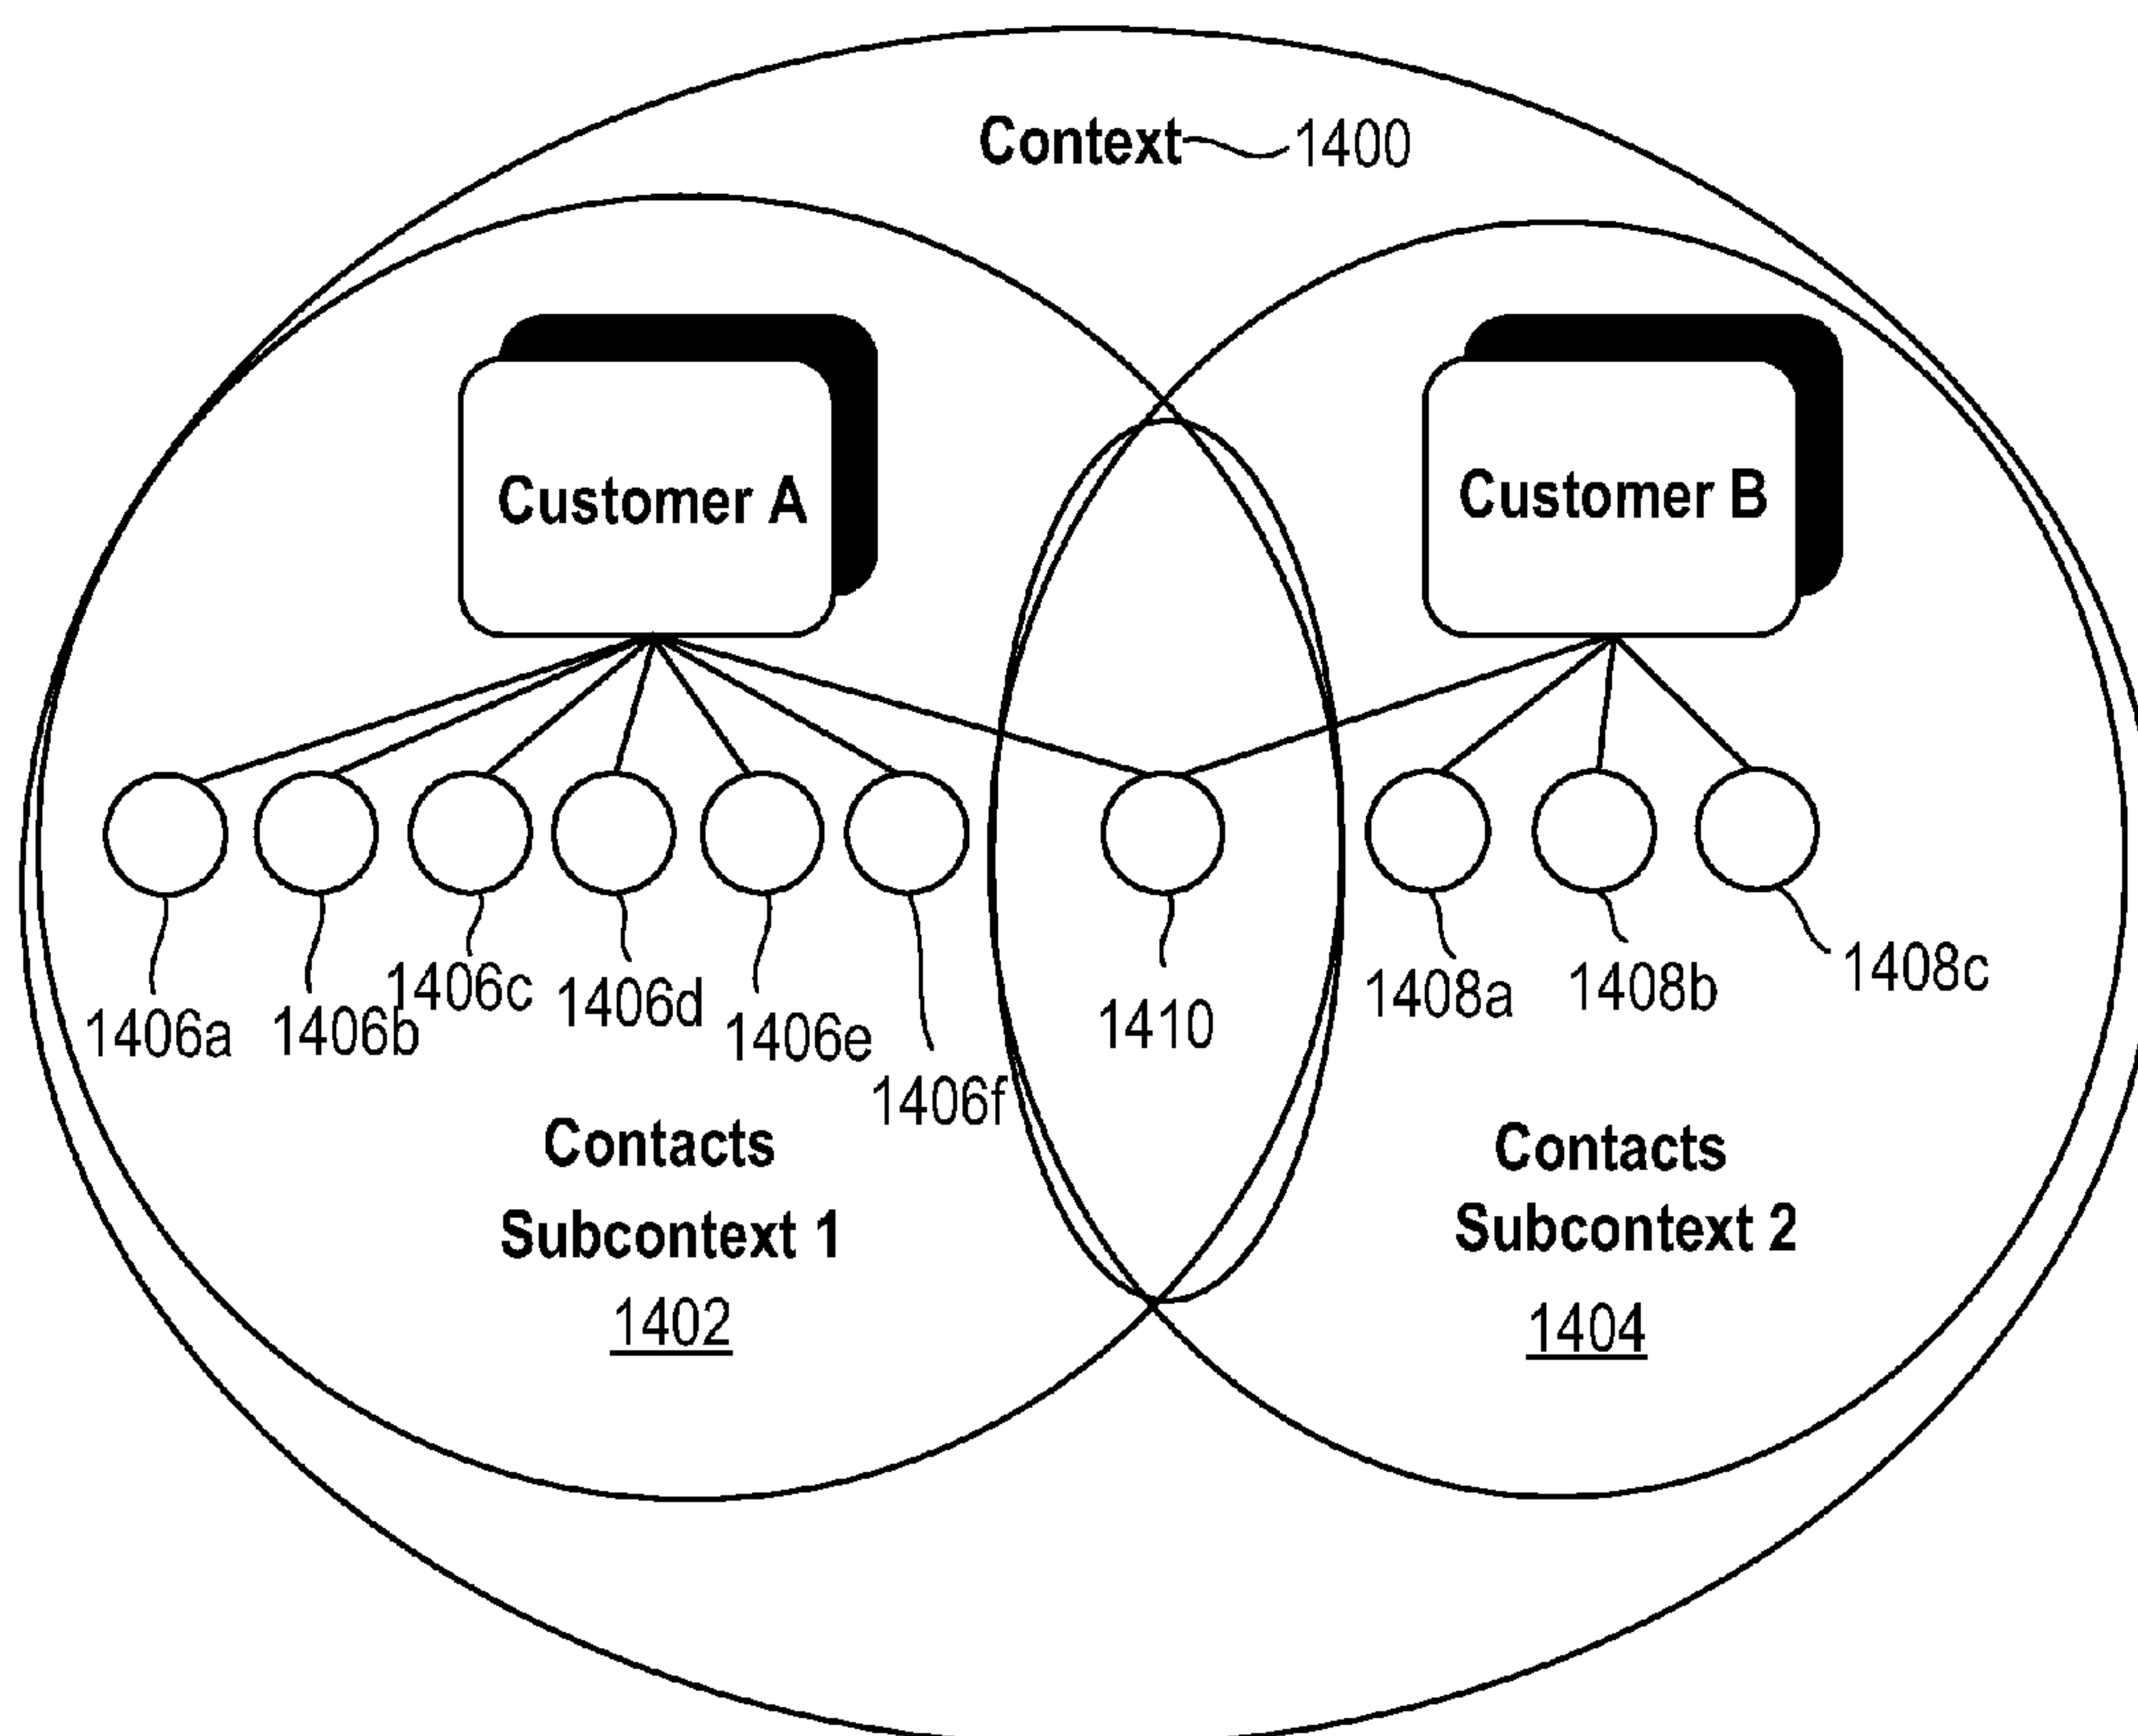 Context 1400
Customer A
Customer B
1406a
1406b
1406c
1406d
1406e
1406f
1410
1408a
1408b
1408c
Contacts
Subcontext 1
1402
Contacts
Subcontext 2
1404